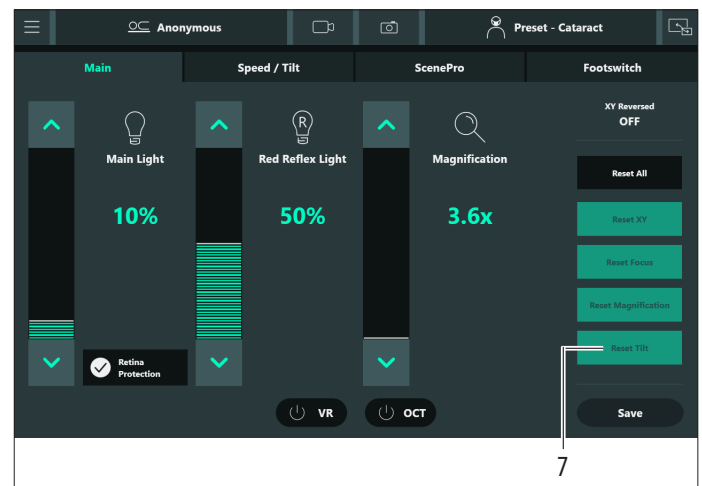 Anonymous
Preset - Cataract
Main
Speed / Tilt
ScenePro
Footswitch
Main Light
10%
Retina
Protection
R
Red Reflex Light
50%
Magnification
3.6x
XY Reversed
OFF
Reset All
Reset XY
Reset Focus
Reset Magnification
Reset Tilt
VR
OCT
Save
7